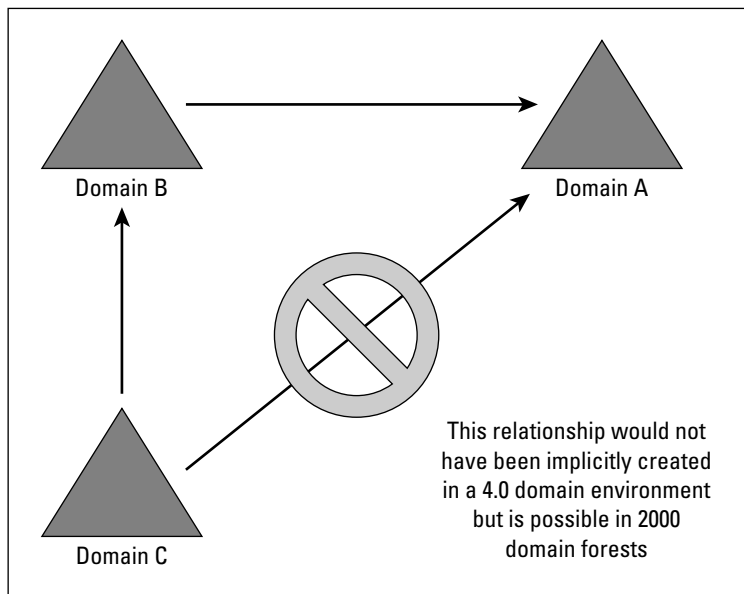 Domain B
Domain A
Domain C
This relationship would not
have been implicitly created
in a 4.0 domain environment
but is possible in 2000
domain forests